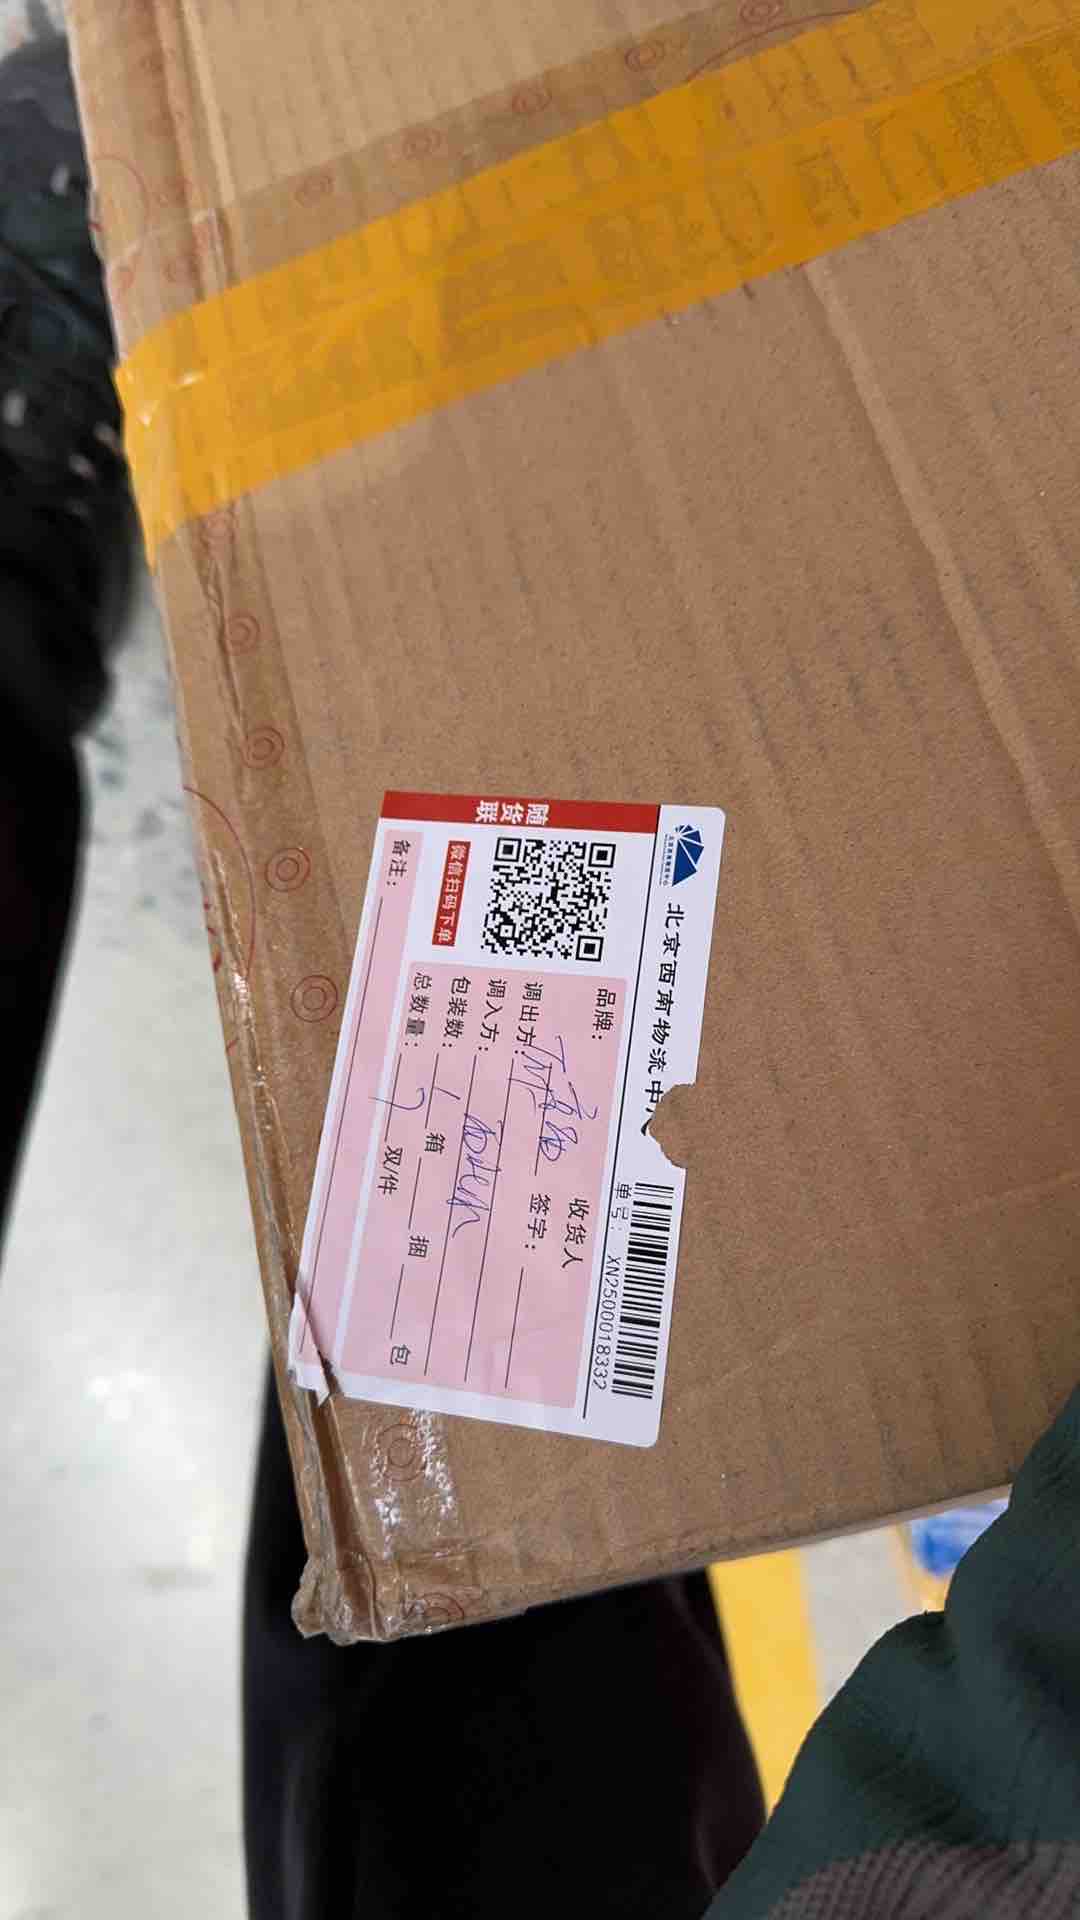 北京西南物流中
单号: XN2500018332
随货联
微信扫码下单
品牌:
收货人
签字:
调出方:
调入方:
包装数: 1 箱 捆 包
总数量: 7 双/件
备注: